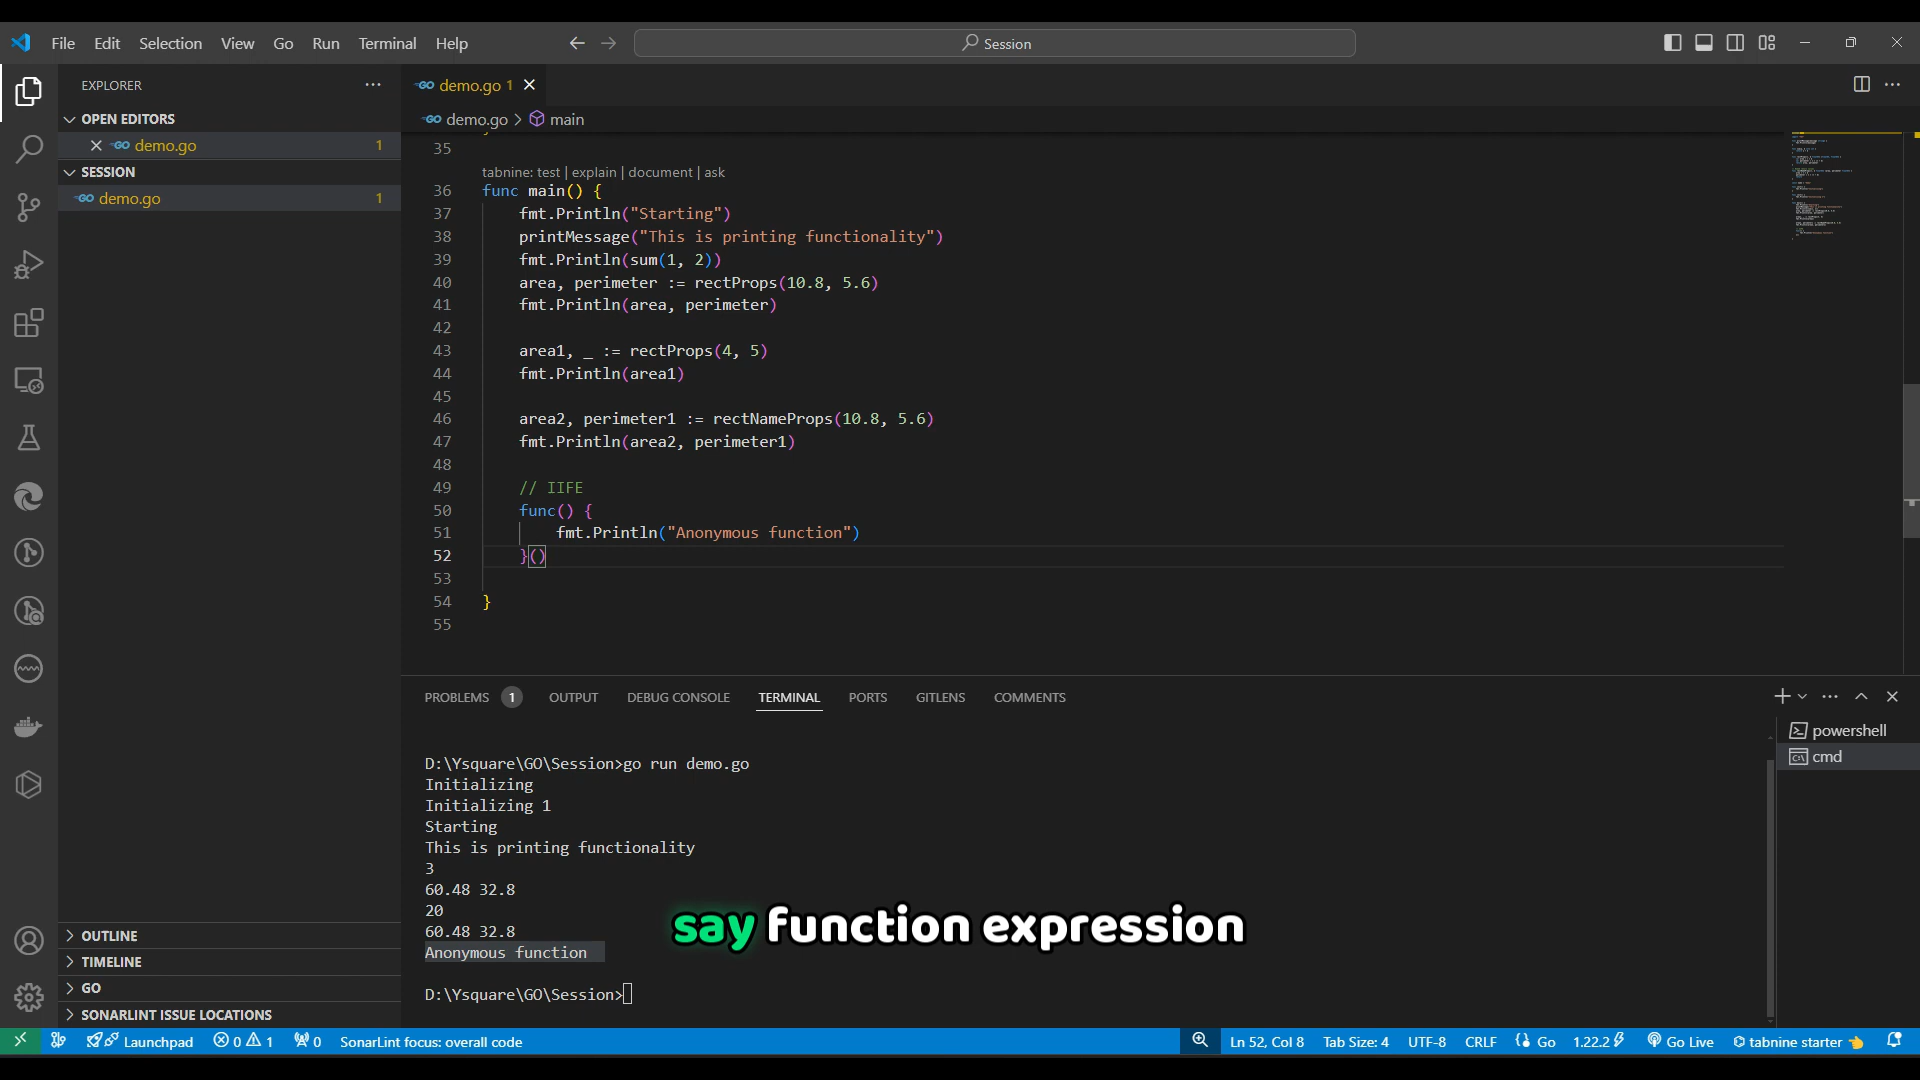 File Edit Selection View Go Run Terminal Help
Session
EXPLORER
OPEN EDITORS
demo.go 1
SESSION
demo.go 1
OUTLINE
TIMELINE
GO
SONARLINT ISSUE LOCATIONS
demo.go 1
demo.go > main
35
tabnine: test | explain | document | ask
36 func main() {
37 fmt.Println("Starting")
38 printMessage("This is printing functionality")
39 fmt.Println(sum(1, 2))
40 area, perimeter := rectProps(10.8, 5.6)
41 fmt.Println(area, perimeter)
42
43 area1, _ := rectProps(4, 5)
44 fmt.Println(area1)
45
46 area2, perimeter1 := rectNameProps(10.8, 5.6)
47 fmt.Println(area2, perimeter1)
48
49 // IIFE
50 func() {
51 fmt.Println("Anonymous function")
52 }()
53
54 }
55
PROBLEMS 1 OUTPUT DEBUG CONSOLE TERMINAL PORTS GITLENS COMMENTS
powershell
cmd
D:\Ysquare\GO\Session>go run demo.go
Initializing
Initializing 1
Starting
This is printing functionality
3
60.48 32.8
20
60.48 32.8
Anonymous function
D:\Ysquare\GO\Session>
say function expression
Launchpad 0 1 0 SonarLint focus: overall code Ln 52, Col 8 Tab Size: 4 UTF-8 CRLF Go 1.22.2 Go Live tabnine starter